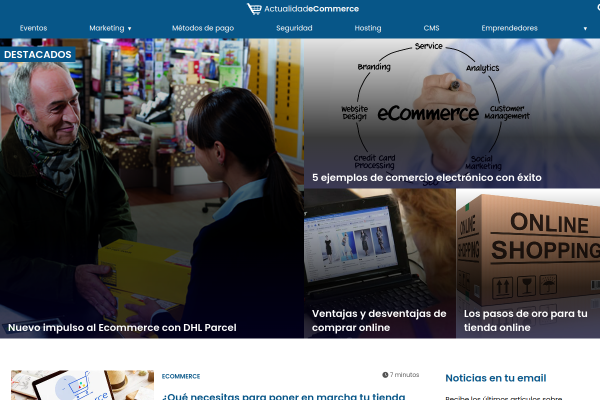 ActualidadeCommerce
Eventos Marketing Métodos de pago Seguridad Hosting CMS Emprendedores
DESTACADOS
Service
Branding Analytics
Website Design eCommerce Customer Management
Credit Card Processing Social Marketing
SEO
5 ejemplos de comercio electrónico con éxito
ONLINE
ONLINE
SHOPPING
SHOPPING
Nuevo impulso al Ecommerce con DHL Parcel
Ventajas y desventajas de
comprar online
Los pasos de oro para tu
tienda online
ECOMMERCE
7 minutos
¿Qué necesitas para poner en marcha tu tienda
Noticias en tu email
Recibe los últimos artículos sobre